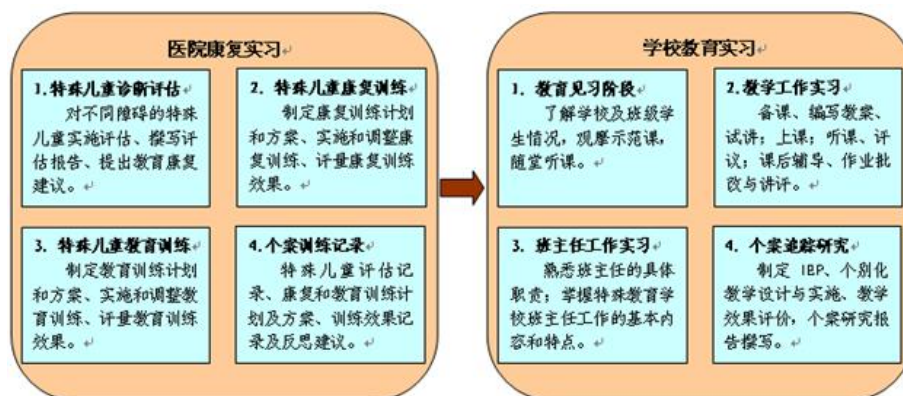 医院康复实习
1.特殊儿童诊断评估
对不同障碍的特殊
儿童实施评估、撰写评
估报告、提出教育康复
建议。
2. 特殊儿童康复训练
制定康复训练计划
和方案、实施和调整康
复训练、评量康复训练
效果。
3. 特殊儿童教育训练
制定教育训练计划
和方案、实施和调整教
育训练、评量教育训练
效果。
4.个案训练记录
特殊儿童评估记
录、康复和教育训练计
划及方案、训练效果记
录及反思建议。
学校教育实习
1. 教育见习阶段
了解学校及班级学
生情况，观摩示范课，
随堂听课。
2.教学工作实习
备课、编写教案、
试讲；上课；听课、评
议；课后辅导、作业批
改与讲评。
3. 班主任工作实习
熟悉班主任的具体
职责；掌握特殊教育学
校班主任工作的基本内
容和特点。
4. 个案追踪研究
制定 IEP、个别化
教学设计与实施、教学
效果评价，个案研究报
告撰写。